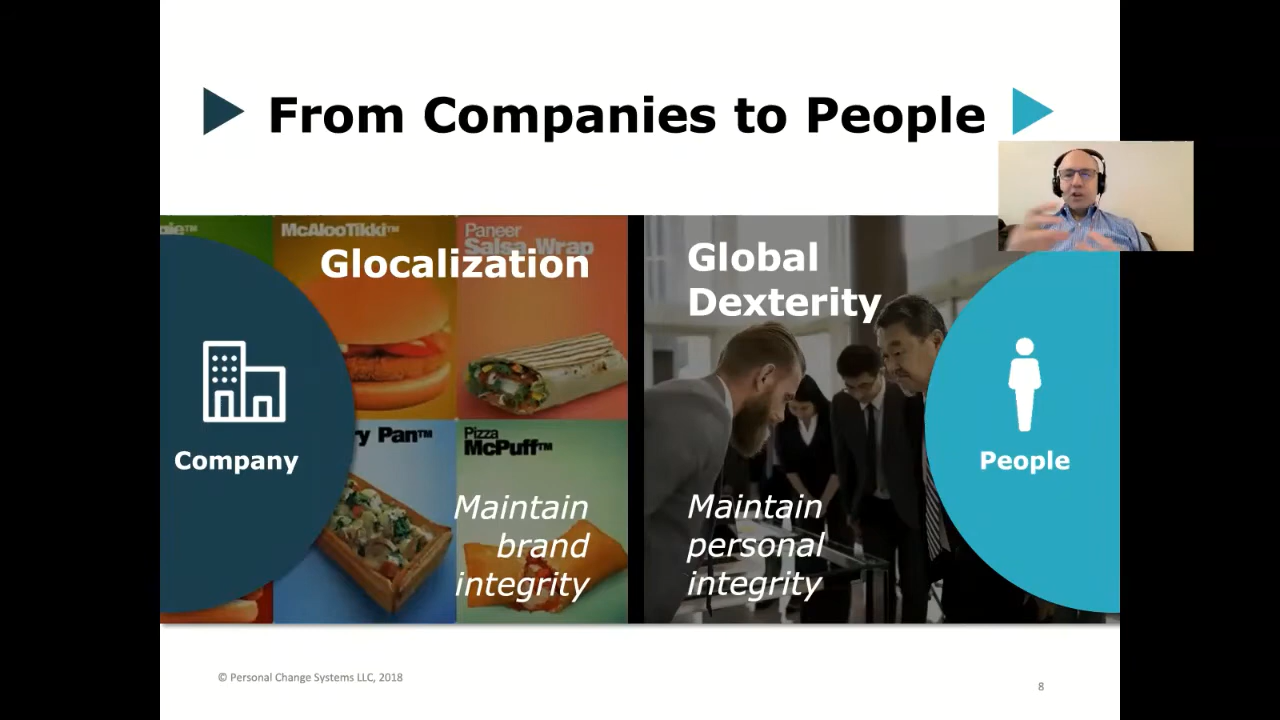 From Companies to People
McAlooTikki™
Paneer
Salsa Wrap
Glocalization
Global
Dexterity
Company
People
Pizza
McPuff™
Pan™
Maintain
brand
integrity
Maintain
personal
integrity
© Personal Change Systems LLC, 2018
8